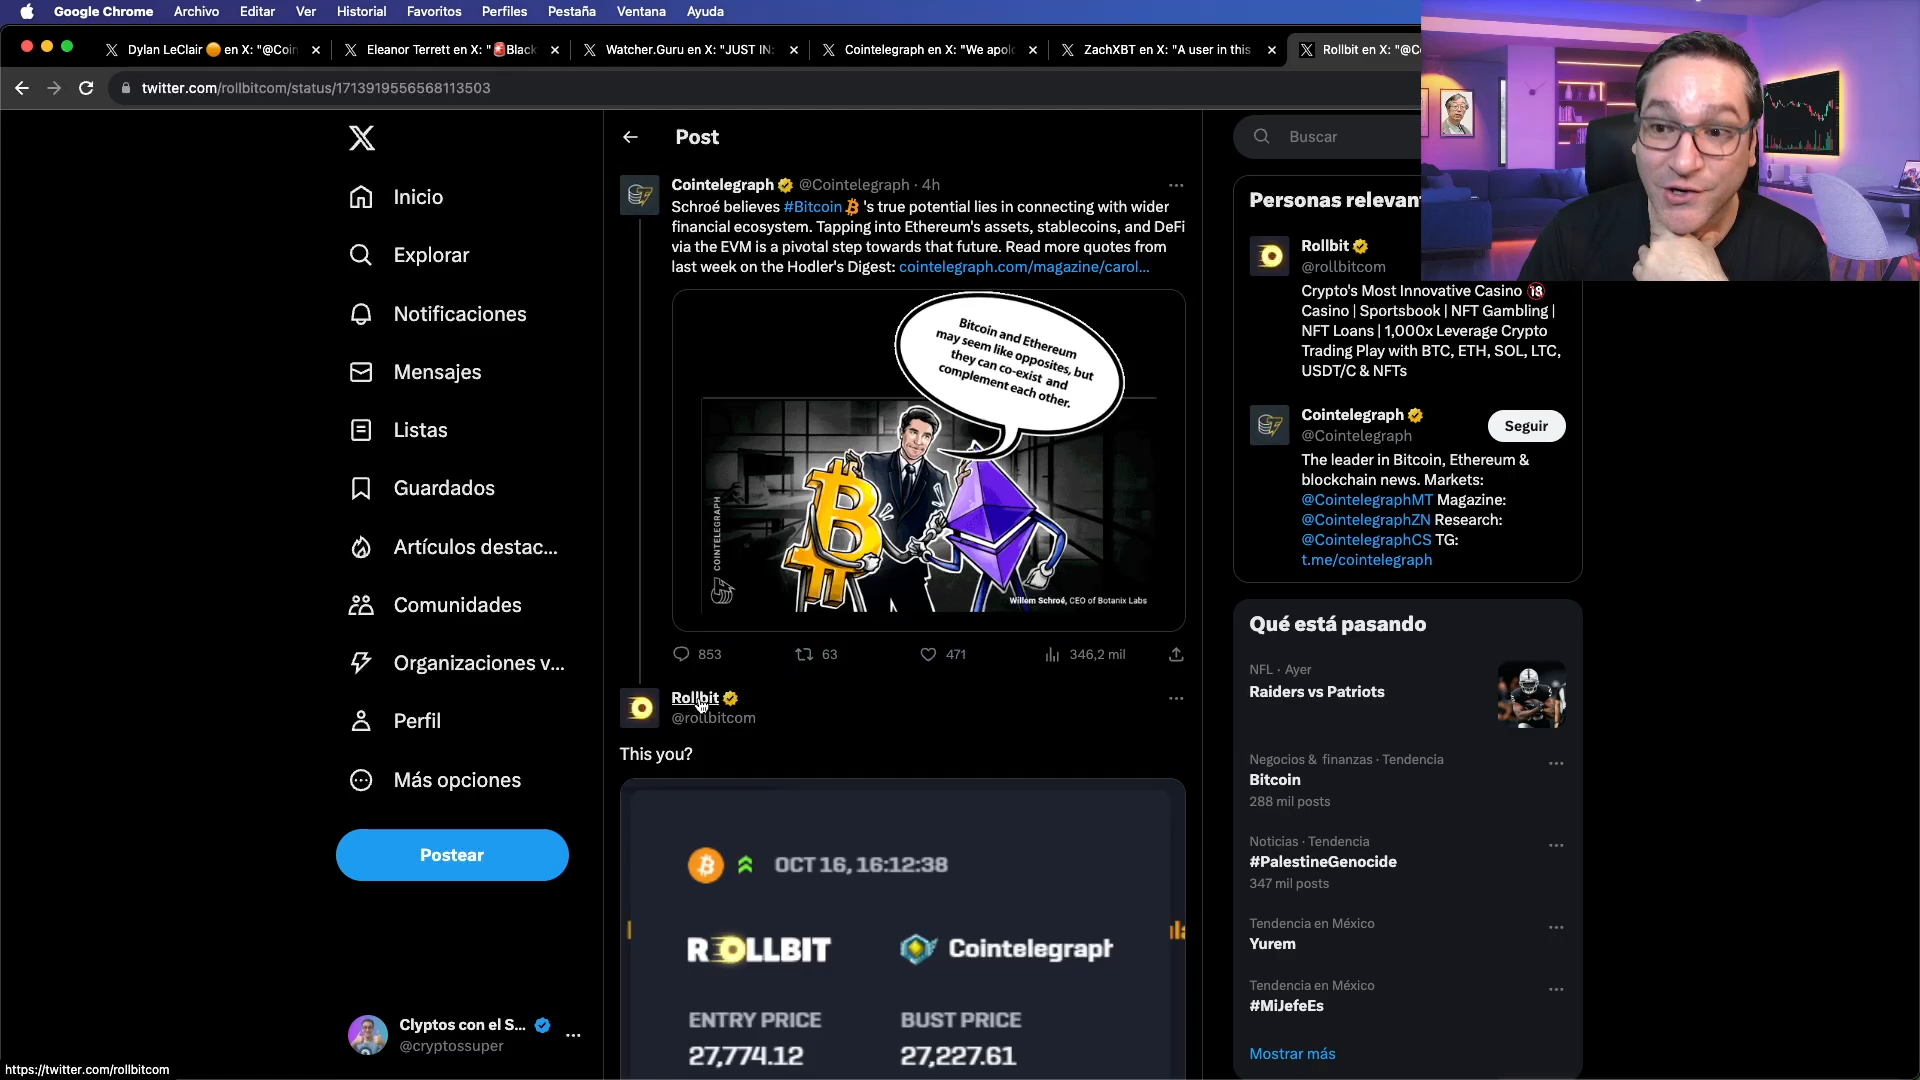 Google Chrome Archivo Editar Ver Historial Favoritos Perfiles Pestaña Ventana Ayuda
Dylan LeClair 🟠 en X: "@Coin
Eleanor Terrett en X: "🚨Black
Watcher.Guru en X: "JUST IN:
Cointelegraph en X: "We apolo
ZachXBT en X: "A user in this
Rollbit en X: "@Co
twitter.com/rollbitcom/status/1713919556568113503
Inicio
Explorar
Notificaciones
Mensajes
Listas
Guardados
Artículos destac...
Comunidades
Organizaciones v...
Perfil
Más opciones
Postear
Clyptos con el S...
@cryptossuper
https://twitter.com/rollbitcom
Post
Cointelegraph @Cointelegraph · 4h
Schroé believes #Bitcoin 's true potential lies in connecting with wider
financial ecosystem. Tapping into Ethereum's assets, stablecoins, and DeFi
via the EVM is a pivotal step towards that future. Read more quotes from
last week on the Hodler's Digest: cointelegraph.com/magazine/carol...
Bitcoin and Ethereum
may seem like opposites, but
they can co-exist and
complement each other.
COINTELEGRAPH
Willem Schroé, CEO of Botanix Labs
853 63 471 346,2 mil
Rollbit
@rollbitcom
This you?
OCT 16, 16:12:38
ROLLBIT Cointelegraph
ENTRY PRICE BUST PRICE
27,774.12 27,227.61
Buscar
Personas relevan
Rollbit
@rollbitcom
Crypto's Most Innovative Casino 🔞
Casino | Sportsbook | NFT Gambling |
NFT Loans | 1,000x Leverage Crypto
Trading Play with BTC, ETH, SOL, LTC,
USDT/C & NFTs
Cointelegraph
@Cointelegraph
Seguir
The leader in Bitcoin, Ethereum &
blockchain news. Markets:
@CointelegraphMT Magazine:
@CointelegraphZN Research:
@CointelegraphCS TG:
t.me/cointelegraph
Qué está pasando
NFL · Ayer
Raiders vs Patriots
Negocios & finanzas · Tendencia
Bitcoin
288 mil posts
Noticias · Tendencia
#PalestineGenocide
347 mil posts
Tendencia en México
Yurem
Tendencia en México
#MiJefeEs
Mostrar más